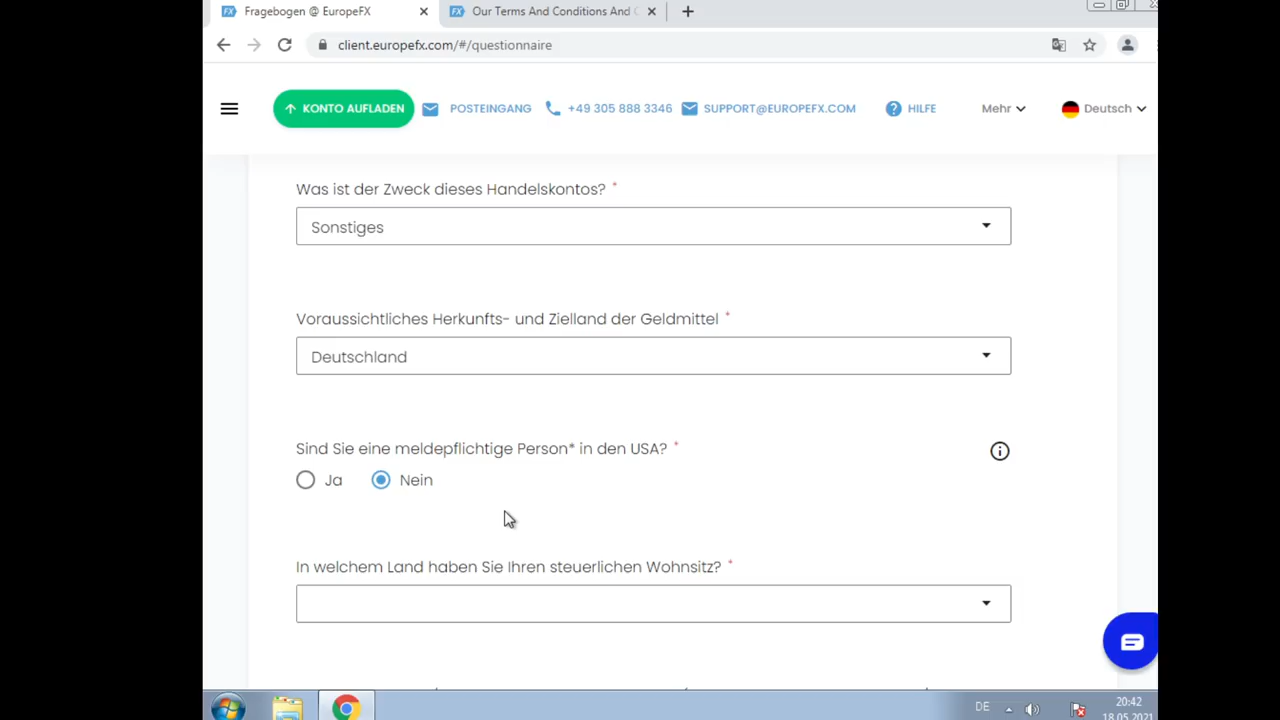 Fragebogen @ EuropeFX
Our Terms And Conditions And
client.europefx.com/#/questionnaire
KONTO AUFLADEN
POSTEINGANG
+49 305 888 3346
SUPPORT@EUROPEFX.COM
HILFE
Mehr
Deutsch
Was ist der Zweck dieses Handelskontos? *
Sonstiges
Voraussichtliches Herkunfts- und Zielland der Geldmittel *
Deutschland
Sind Sie eine meldepflichtige Person* in den USA? *
Ja
Nein
In welchem Land haben Sie Ihren steuerlichen Wohnsitz? *
DE
20:42
18.05.2021